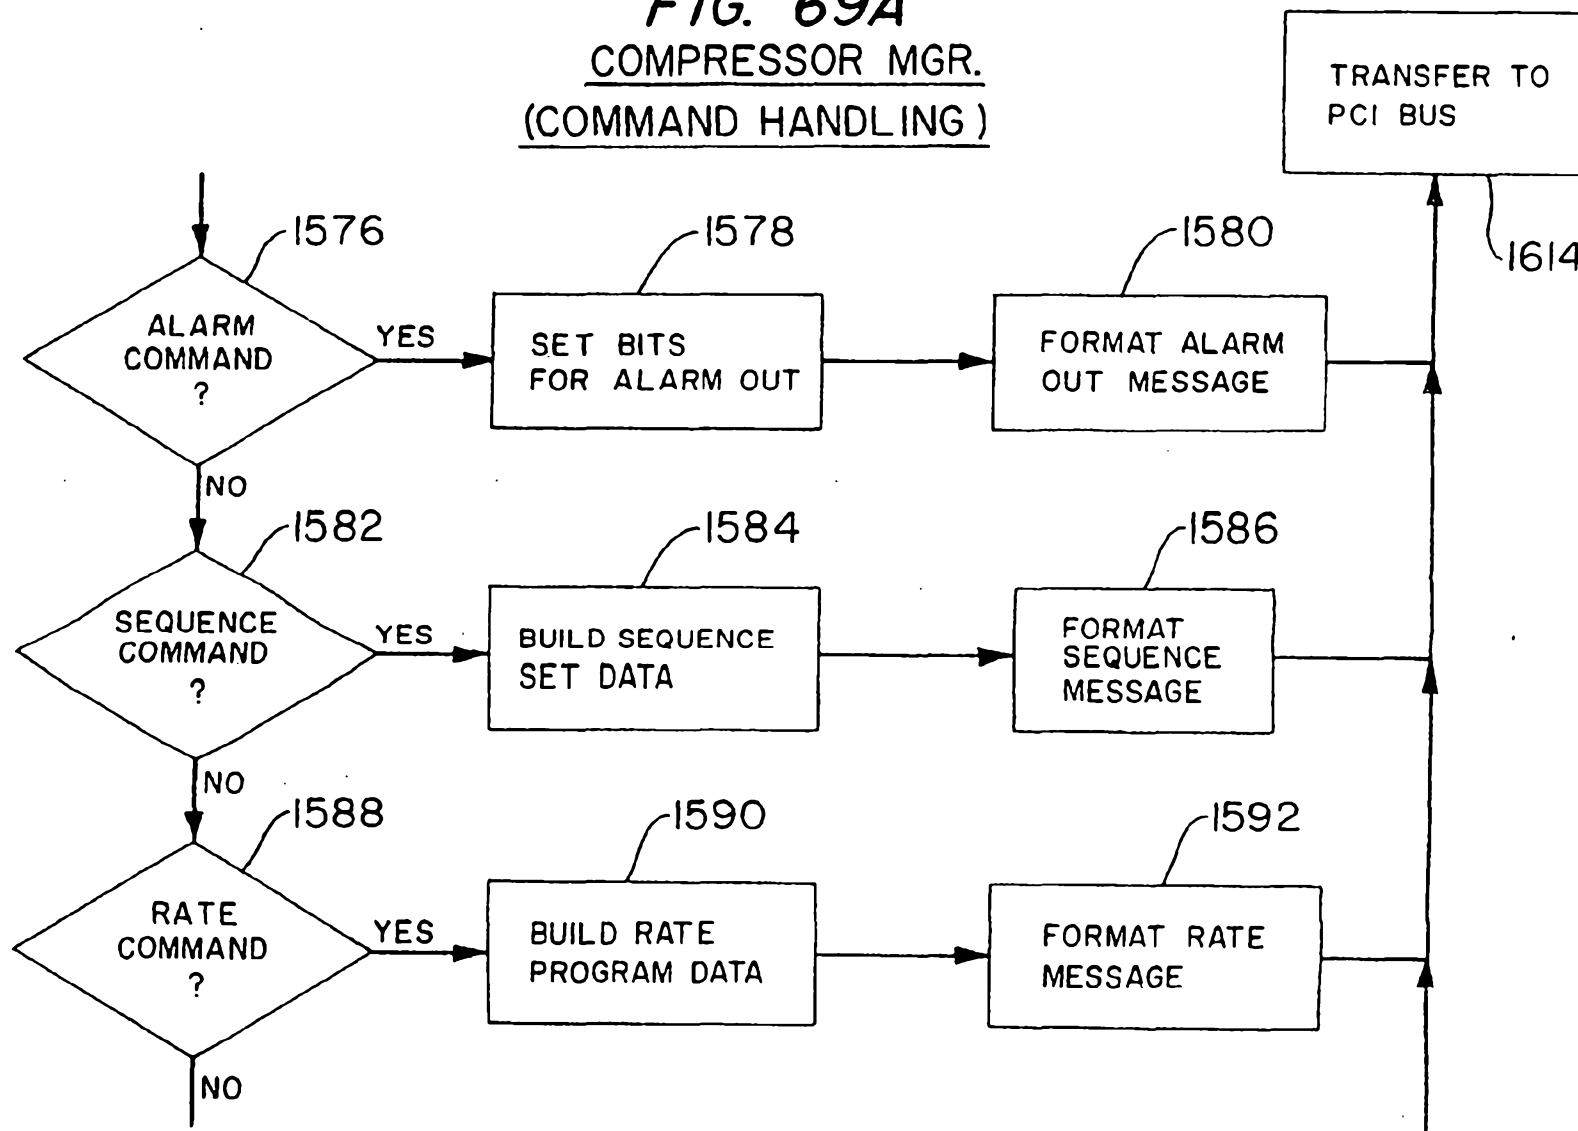 FIG. 69A
COMPRESSOR MGR.
(COMMAND HANDLING)
TRANSFER TO
PCI BUS
1614
1576
ALARM
COMMAND
?
YES
1578
SET BITS
FOR ALARM OUT
1580
FORMAT ALARM
OUT MESSAGE
NO
1582
SEQUENCE
COMMAND
?
YES
1584
BUILD SEQUENCE
SET DATA
1586
FORMAT
SEQUENCE
MESSAGE
NO
1588
RATE
COMMAND
?
YES
1590
BUILD RATE
PROGRAM DATA
1592
FORMAT RATE
MESSAGE
NO